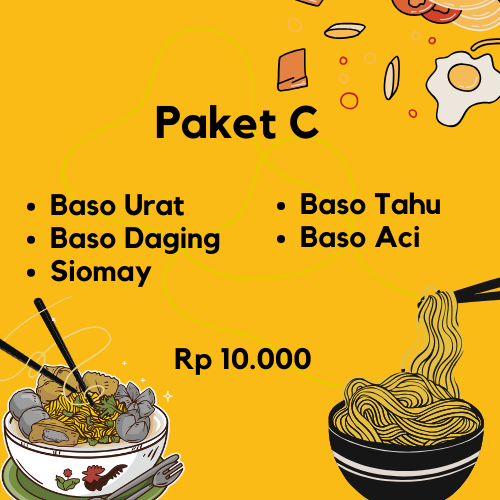 Paket C
• Baso Urat
• Baso Daging
• Siomay
• Baso Tahu
• Baso Aci
Rp 10.000